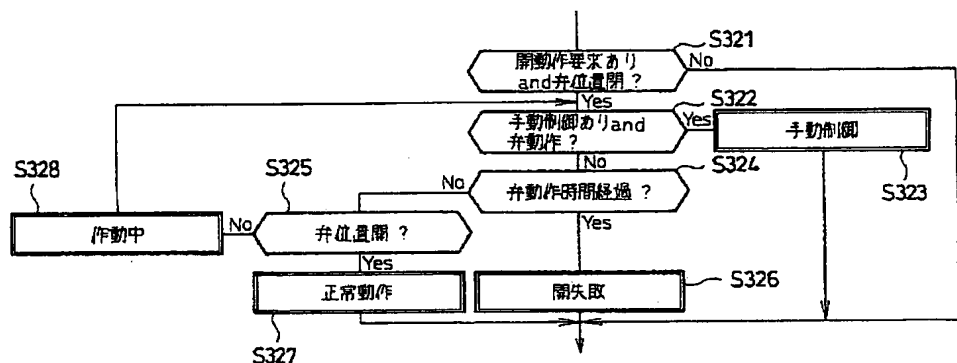 S321
開動作要求あり
and弁位置閉?
No
Yes
S322
手動制御ありand
弁動作?
Yes
手動制御
S323
No
S324
弁動作時間経過?
No
Yes
S325
弁位置開?
No
Yes
S328
作動中
正常動作
S327
開失敗
S326